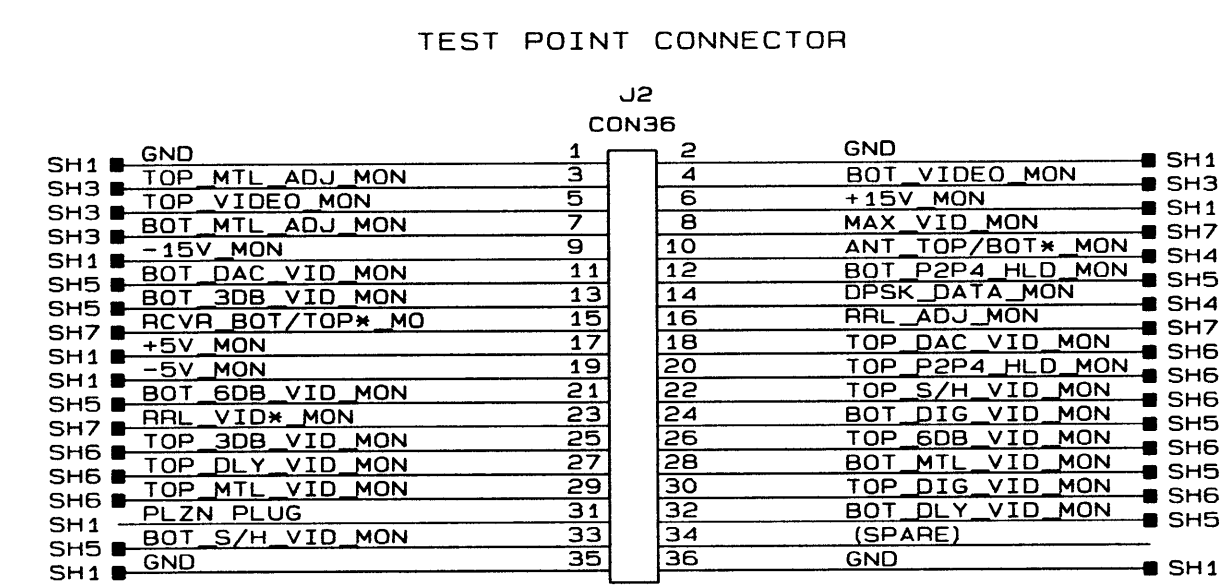 TEST POINT CONNECTOR
J2
CON36
SH1 GND 1 2 GND SH1
SH3 TOP_MTL_ADJ_MON 3 4 BOT_VIDEO_MON SH3
SH3 TOP_VIDEO_MON 5 6 +15V_MON SH1
SH3 BOT_MTL_ADJ_MON 7 8 MAX_VID_MON SH7
SH1 -15V_MON 9 10 ANT_TOP/BOT*_MON SH4
SH5 BOT_DAC_VID_MON 11 12 BOT_P2P4_HLD_MON SH5
SH5 BOT_3DB_VID_MON 13 14 DPSK_DATA_MON SH4
SH7 RCVR_BOT/TOP*_MO 15 16 RRL_ADJ_MON SH7
SH1 +5V_MON 17 18 TOP_DAC_VID_MON SH6
SH1 -5V_MON 19 20 TOP_P2P4_HLD_MON SH6
SH5 BOT_6DB_VID_MON 21 22 TOP_S/H_VID_MON SH6
SH7 RRL_VID*_MON 23 24 BOT_DIG_VID_MON SH5
SH6 TOP_3DB_VID_MON 25 26 TOP_6DB_VID_MON SH6
SH6 TOP_DLY_VID_MON 27 28 BOT_MTL_VID_MON SH5
SH6 TOP_MTL_VID_MON 29 30 TOP_DIG_VID_MON SH6
SH1 PLZN PLUG 31 32 BOT_DLY_VID_MON SH5
SH5 BOT_S/H_VID_MON 33 34 (SPARE)
SH1 GND 35 36 GND SH1